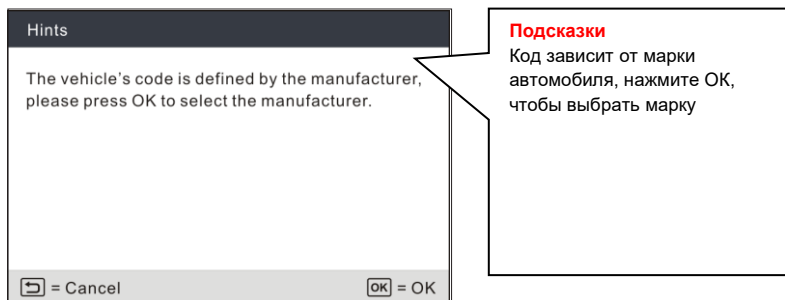 Hints
The vehicle's code is defined by the manufacturer,
please press OK to select the manufacturer.
= Cancel
OK = OK
Подсказки
Код зависит от марки
автомобиля, нажмите ОК,
чтобы выбрать марку